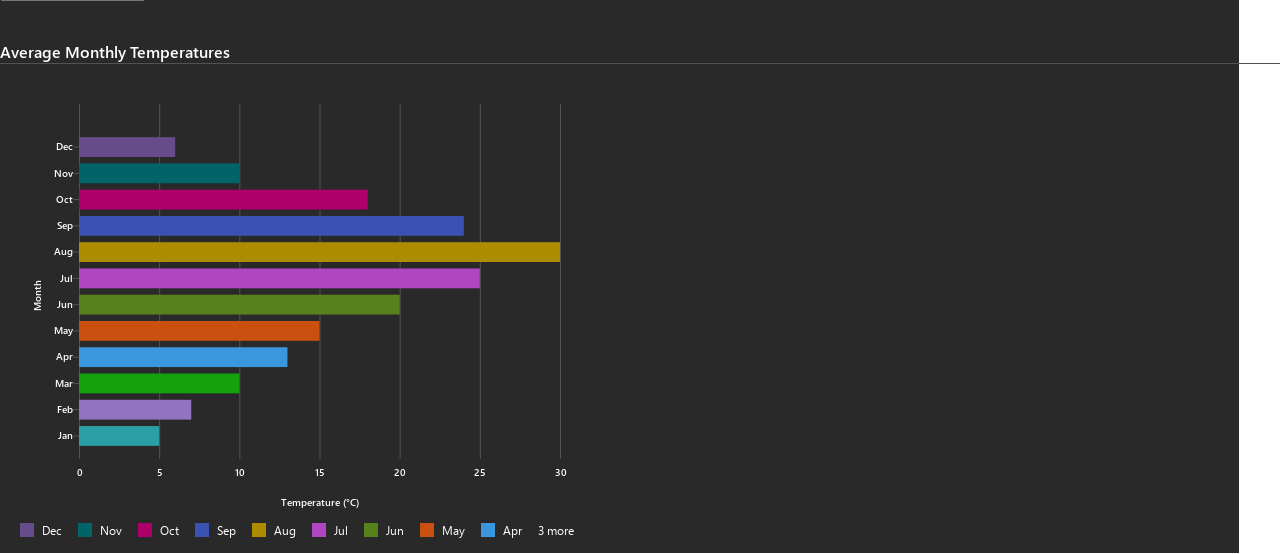 Average Monthly Temperatures
Dec
Nov
Oct
Sep
Aug
Jul
Jun
May
Apr
Mar
Feb
Jan
Month
0 5 10 15 20 25 30
Temperature (°C)
Dec Nov Oct Sep Aug Jul Jun May Apr 3 more